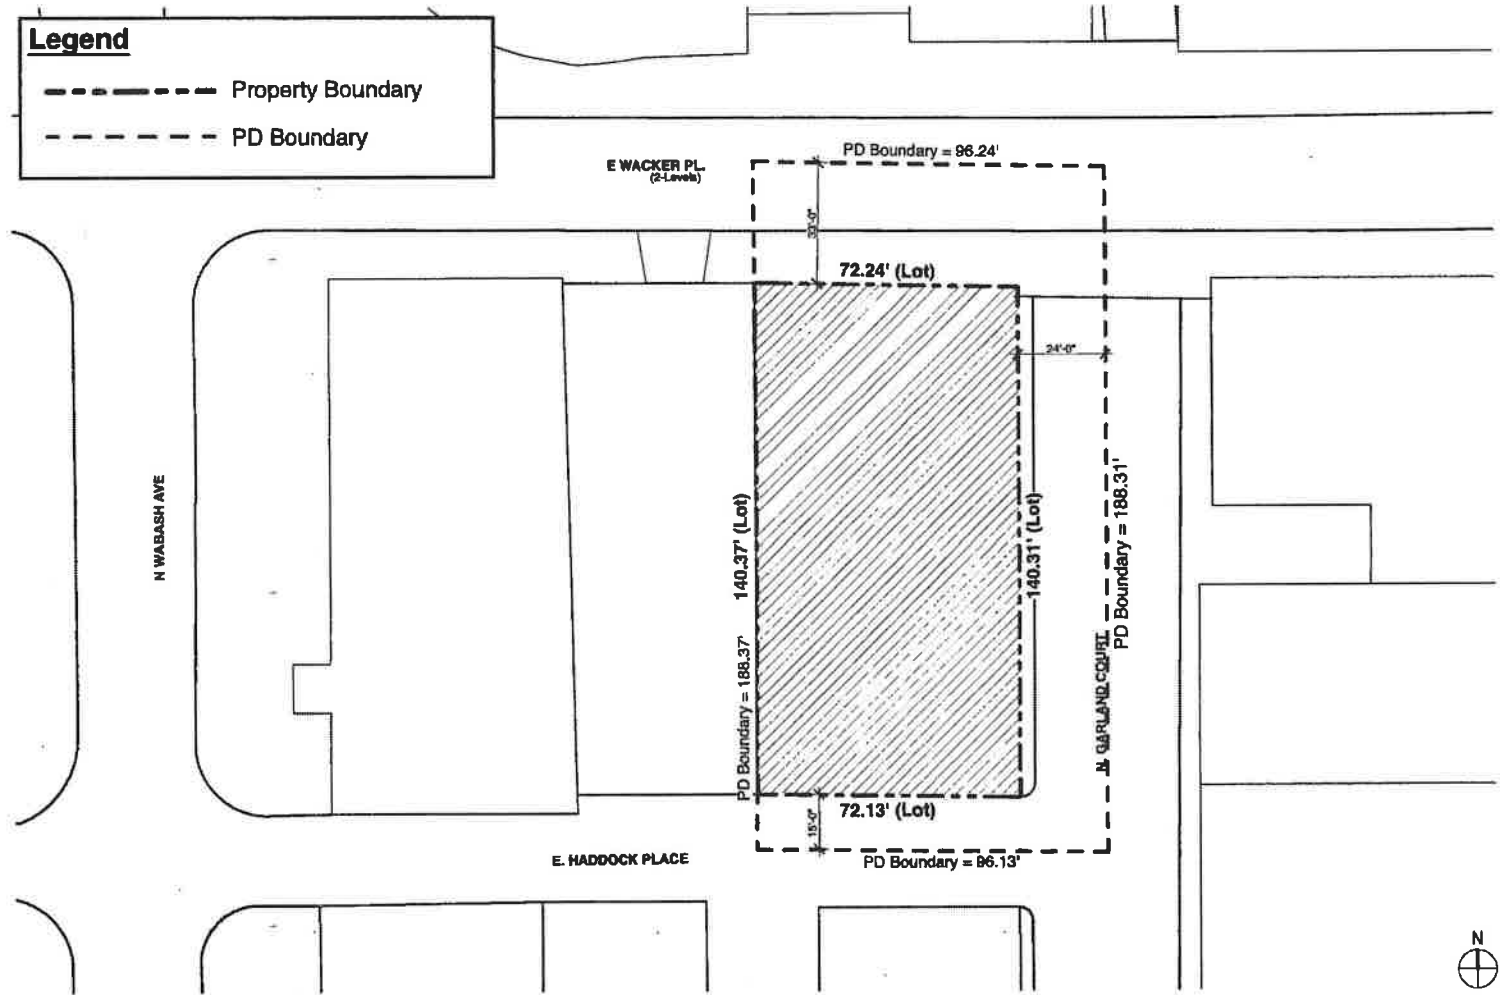 Legend
Property Boundary
PD Boundary
E WACKER PL.
(2-Levels)
PD Boundary = 96.24'
33'-0"
72.24' (Lot)
24'-0"
N WABASH AVE
140.37' (Lot)
140.31' (Lot)
PD Boundary = 188.31'
PD Boundary = 188.37'
N. GARLAND COURT
72.13' (Lot)
15'-0"
E. HADDOCK PLACE
PD Boundary = 96.13'
N